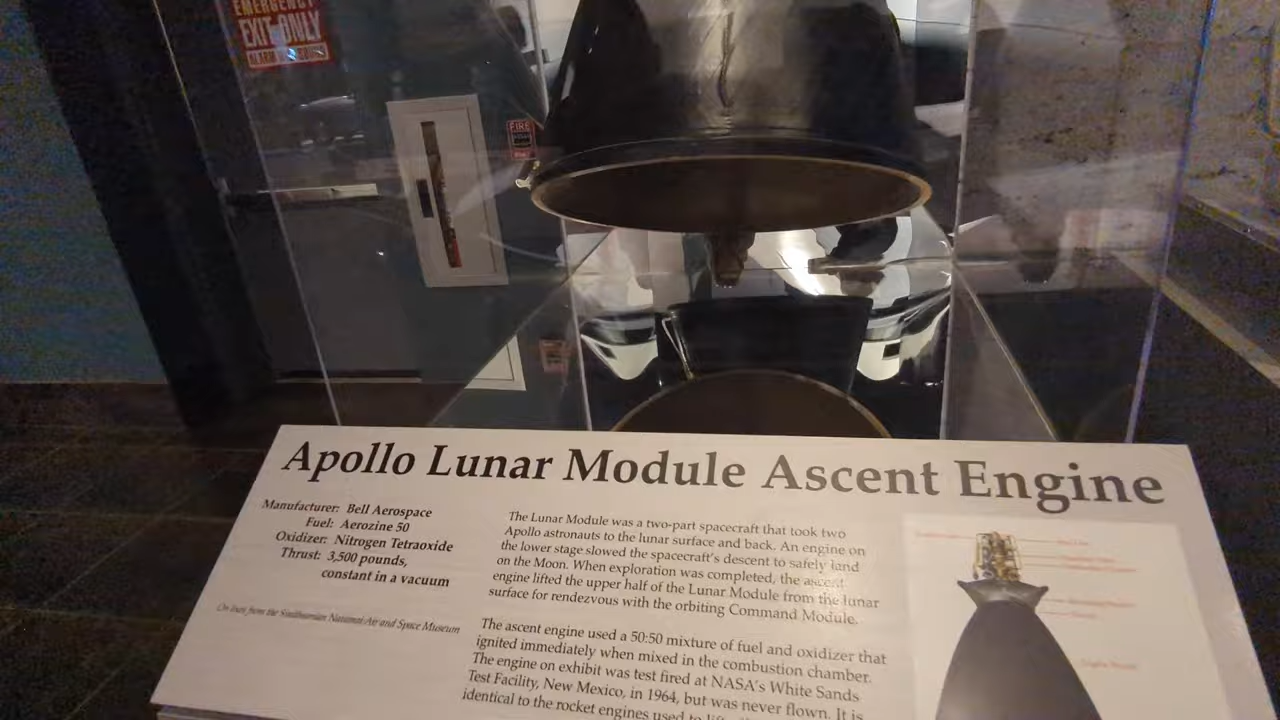 EMERGENCY
EXIT ONLY
FIRE
Apollo Lunar Module Ascent Engine
Manufacturer: Bell Aerospace
Fuel: Aerozine 50
Oxidizer: Nitrogen Tetraoxide
Thrust: 3,500 pounds,
constant in a vacuum
On loan from the Smithsonian National Air and Space Museum
The Lunar Module was a two-part spacecraft that took two
Apollo astronauts to the lunar surface and back. An engine on
the lower stage slowed the spacecraft's descent to safely land
on the Moon. When exploration was completed, the ascent
engine lifted the upper half of the Lunar Module from the lunar
surface for rendezvous with the orbiting Command Module.
The ascent engine used a 50:50 mixture of fuel and oxidizer that
ignited immediately when mixed in the combustion chamber.
The engine on exhibit was test fired at NASA's White Sands
Test Facility, New Mexico, in 1964, but was never flown. It is
identical to the rocket engines used to